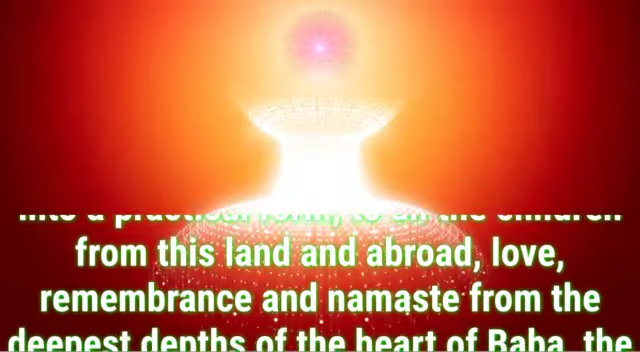 into a practical form, to all the children
from this land and abroad, love,
remembrance and namaste from the
deepest depths of the heart of Baba, the